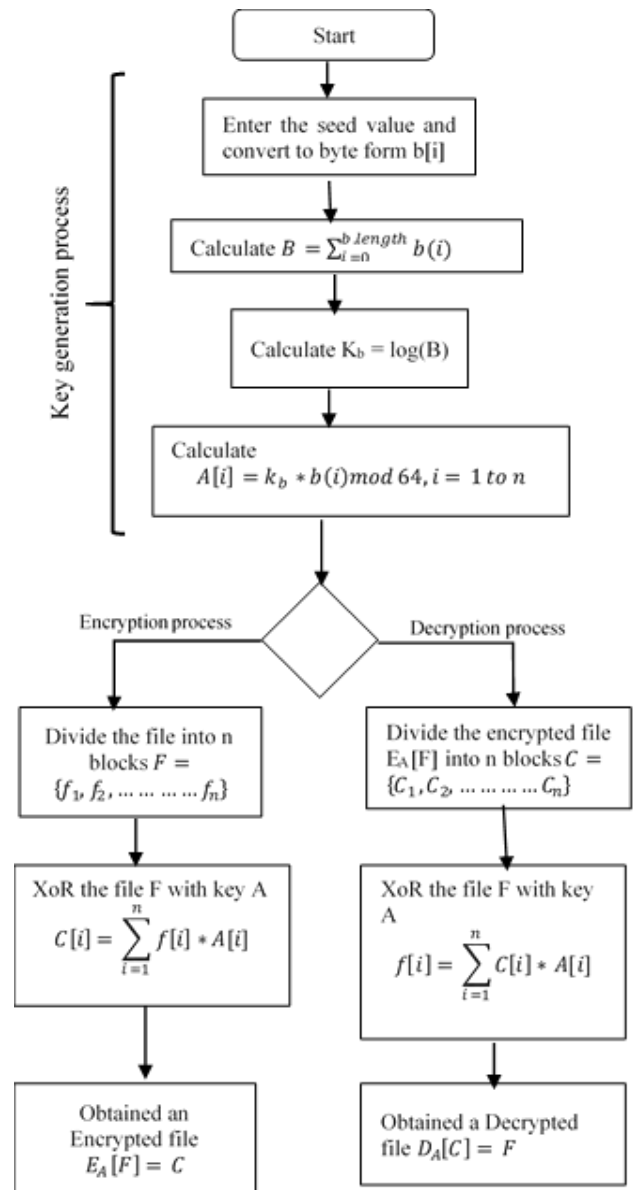 Start
Key generation process
Enter the seed value and
convert to byte form b[i]
Calculate B = ∑_{i=0}^{b.length} b(i)
Calculate K_b = log(B)
Calculate
A[i] = k_b * b(i)mod 64, i = 1 to n
Encryption process
Decryption process
Divide the file into n
blocks F =
{f_1, f_2, … … … … f_n}
Divide the encrypted file
E_A[F] into n blocks C =
{C_1, C_2, … … … … C_n}
XoR the file F with key A
C[i] = ∑_{i=1}^{n} f[i] * A[i]
XoR the file F with key
A
f[i] = ∑_{i=1}^{n} C[i] * A[i]
Obtained an
Encrypted file
E_A[F] = C
Obtained a Decrypted
file D_A[C] = F